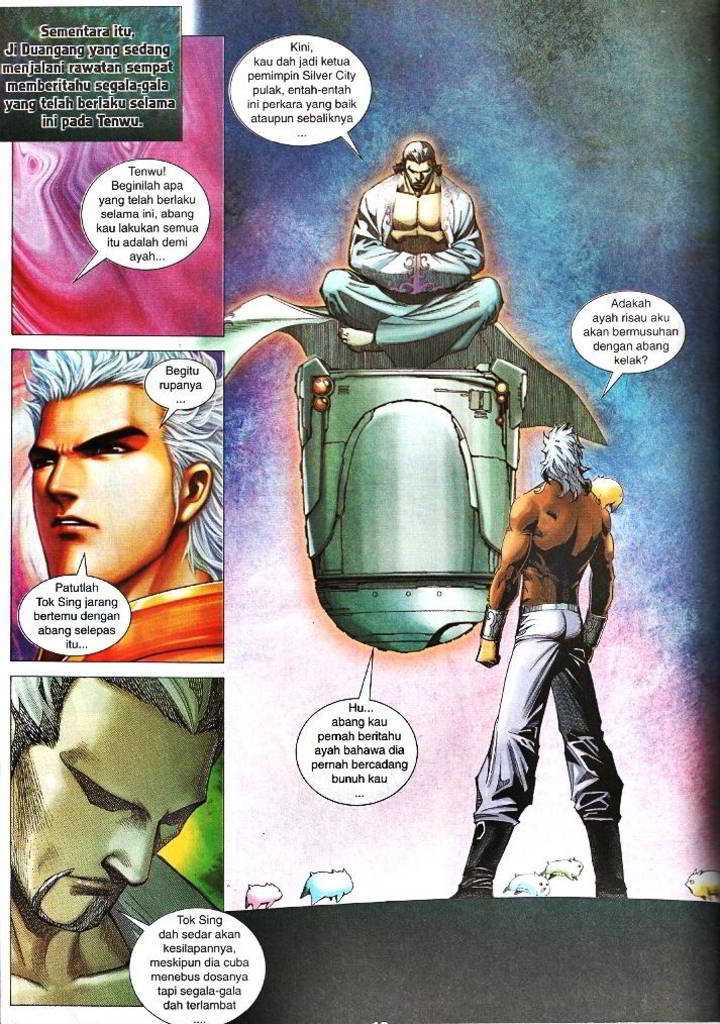 Sementara itu,
Ji Duangang yang sedang
menjalani rawatan sempat
memberitahu segala-gala
yang telah berlaku selama
ini pada Tenwu.
Tenwu!
Beginilah apa
yang telah berlaku
selama ini, abang
kau lakukan semua
itu adalah demi
ayah...
Begitu
rupanya
...
Patutlah
Tok Sing jarang
bertemu dengan
abang selepas
itu...
Tok Sing
dah sedar akan
kesilapannya,
meskipun dia cuba
menebus dosanya
tapi segala-gala
dah terlambat
....
Kini,
kau dah jadi ketua
pemimpin Silver City
pulak, entah-entah
ini perkara yang baik
ataupun sebaliknya
...
Adakah
ayah risau aku
akan bermusuhan
dengan abang
kelak?
Hu...
abang kau
pernah beritahu
ayah bahawa dia
pernah bercadang
bunuh kau
...